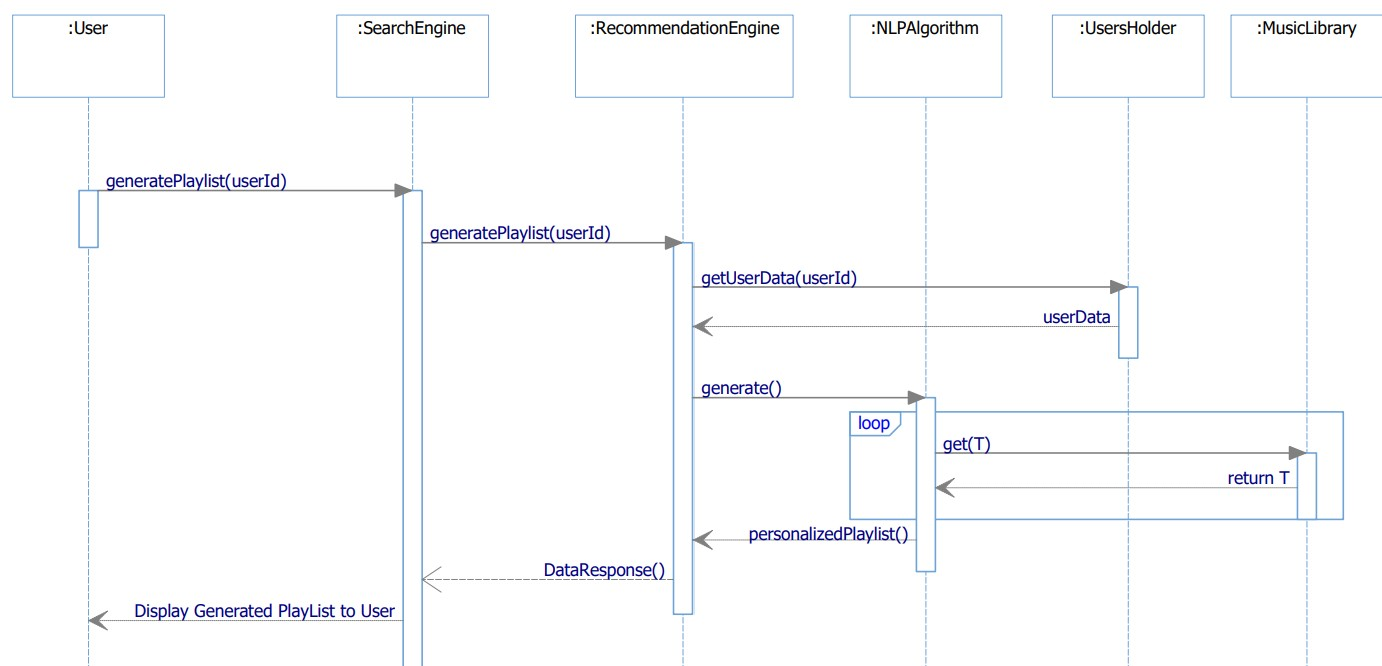 :User
:SearchEngine
:RecommendationEngine
:NLPAlgorithm
:UsersHolder
:MusicLibrary
generatePlaylist(userId)
generatePlaylist(userId)
getUserData(userId)
userData
generate()
loop
get(T)
return T
personalizedPlaylist()
DataResponse()
Display Generated PlayList to User